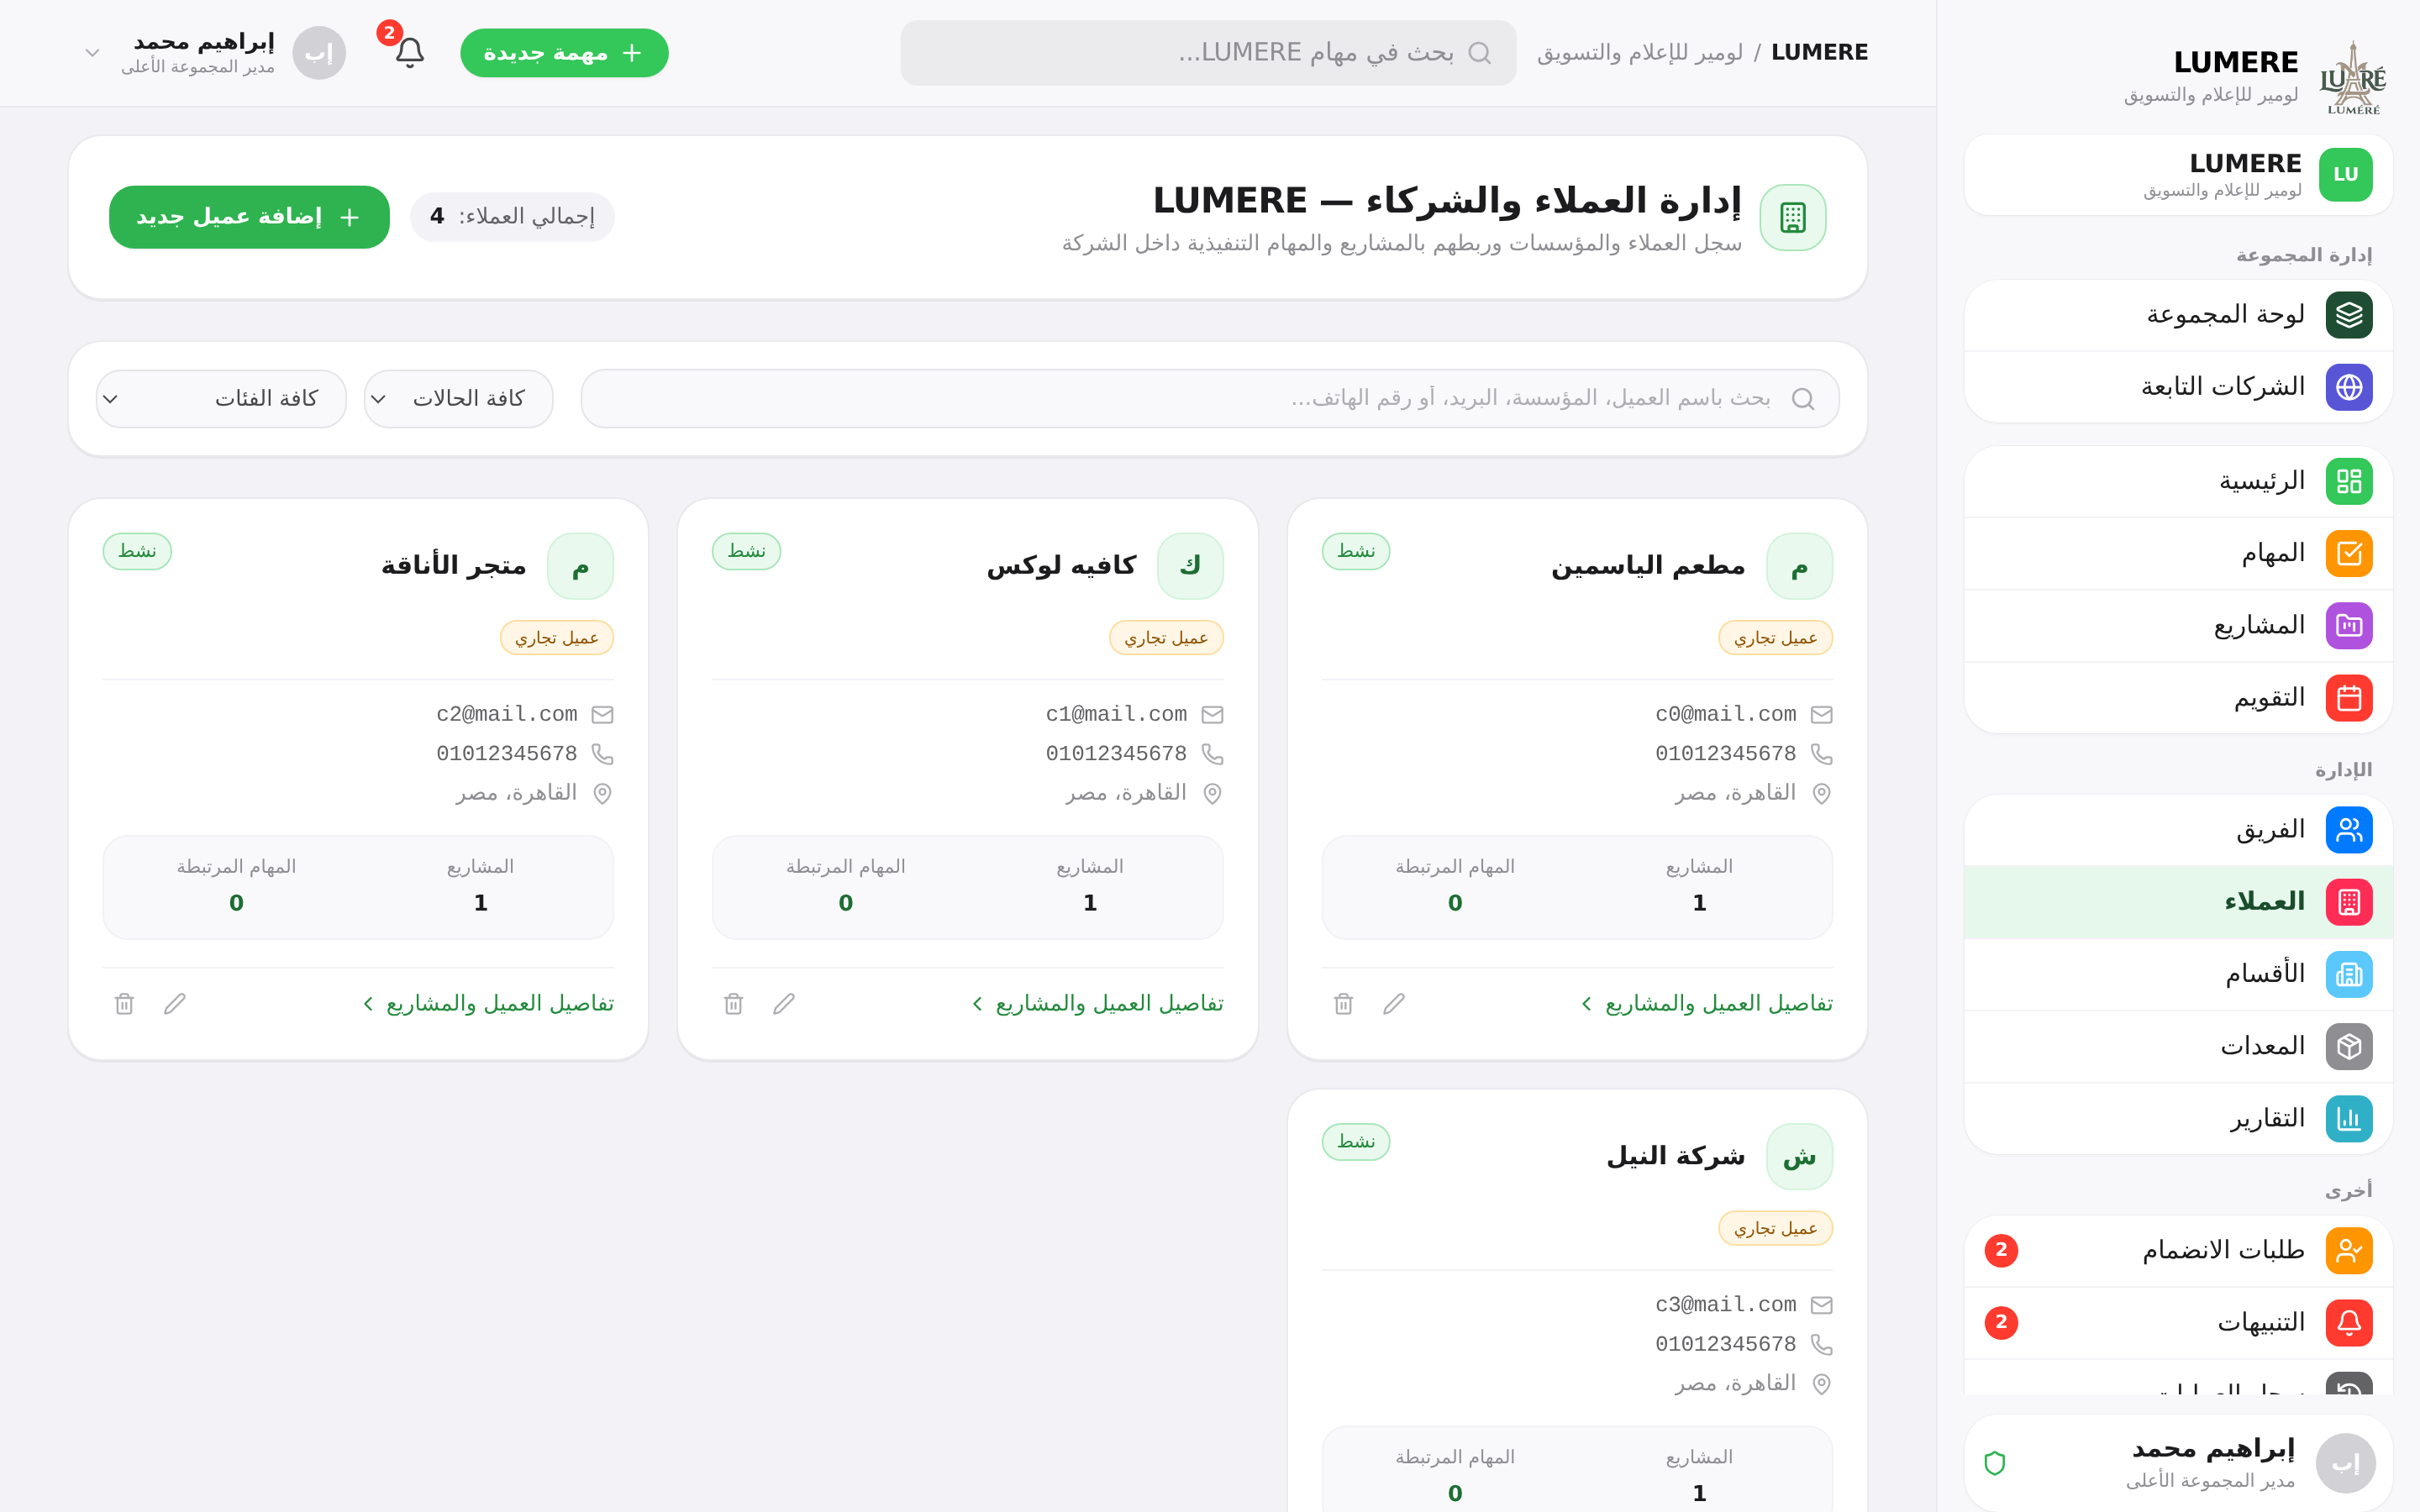 LUMERE
لومير للإعلام والتسويق
LUMÉRÉ
LUMERE
لومير للإعلام والتسويق
LU
إدارة المجموعة
لوحة المجموعة
الشركات التابعة
الرئيسية
المهام
المشاريع
التقويم
الإدارة
الفريق
العملاء
الأقسام
المعدات
التقارير
أخرى
طلبات الانضمام
2
التنبيهات
2
إب
إبراهيم محمد
مدير المجموعة الأعلى
LUMERE / لومير للإعلام والتسويق
بحث في مهام LUMERE...
مهمة جديدة
2
إب
إبراهيم محمد
مدير المجموعة الأعلى
إدارة العملاء والشركاء — LUMERE
سجل العملاء والمؤسسات وربطهم بالمشاريع والمهام التنفيذية داخل الشركة
إجمالي العملاء: 4
إضافة عميل جديد
بحث باسم العميل، المؤسسة، البريد، أو رقم الهاتف...
كافة الحالات
كافة الفئات
م
مطعم الياسمين
نشط
عميل تجاري
c0@mail.com
01012345678
القاهرة، مصر
المشاريع
1
المهام المرتبطة
0
تفاصيل العميل والمشاريع
ك
كافيه لوكس
نشط
عميل تجاري
c1@mail.com
01012345678
القاهرة، مصر
المشاريع
1
المهام المرتبطة
0
تفاصيل العميل والمشاريع
م
متجر الأناقة
نشط
عميل تجاري
c2@mail.com
01012345678
القاهرة، مصر
المشاريع
1
المهام المرتبطة
0
تفاصيل العميل والمشاريع
ش
شركة النيل
نشط
عميل تجاري
c3@mail.com
01012345678
القاهرة، مصر
المشاريع
1
المهام المرتبطة
0